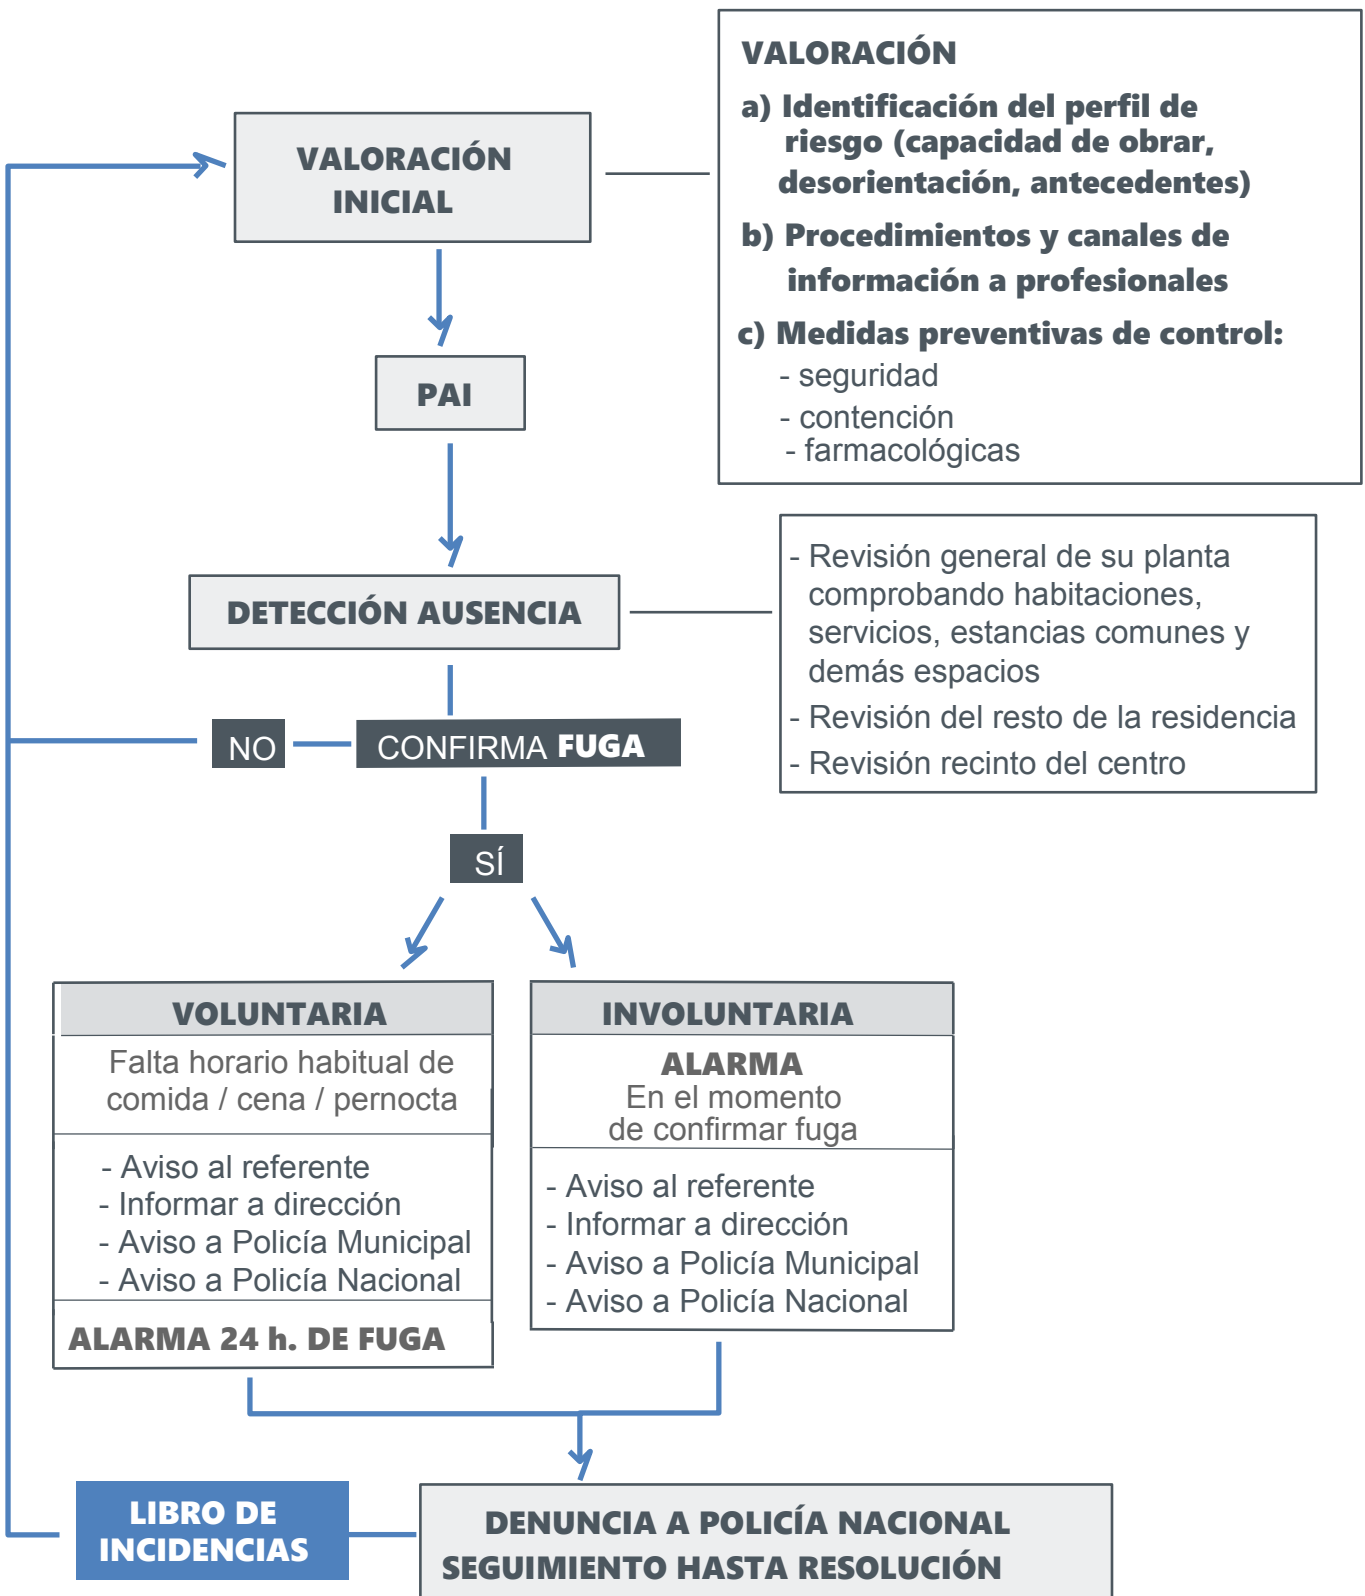 VALORACIÓN
INICIAL
VALORACIÓN
a) Identificación del perfil de
riesgo (capacidad de obrar,
desorientación, antecedentes)
b) Procedimientos y canales de
información a profesionales
c) Medidas preventivas de control:
- seguridad
- contención
- farmacológicas
PAI
DETECCIÓN AUSENCIA
- Revisión general de su planta
comprobando habitaciones,
servicios, estancias comunes y
demás espacios
- Revisión del resto de la residencia
- Revisión recinto del centro
NO
CONFIRMA FUGA
SÍ
VOLUNTARIA
Falta horario habitual de
comida / cena / pernocta
- Aviso al referente
- Informar a dirección
- Aviso a Policía Municipal
- Aviso a Policía Nacional
ALARMA 24 h. DE FUGA
INVOLUNTARIA
ALARMA
En el momento
de confirmar fuga
- Aviso al referente
- Informar a dirección
- Aviso a Policía Municipal
- Aviso a Policía Nacional
LIBRO DE
INCIDENCIAS
DENUNCIA A POLICÍA NACIONAL
SEGUIMIENTO HASTA RESOLUCIÓN